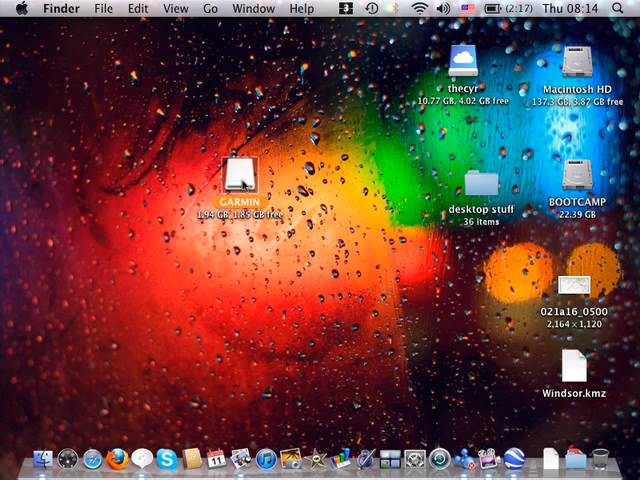 Finder File Edit View Go Window Help 3 (2:17) Thu 08:14
thecyr
10.77 GB, 4.02 GB free
Macintosh HD
137.3 GB, 3.87 GB free
GARMIN
1.94 GB, 1.85 GB free
desktop stuff
36 items
BOOTCAMP
22.39 GB
021a16_0500
2,164 × 1,120
Windsor.kmz
11